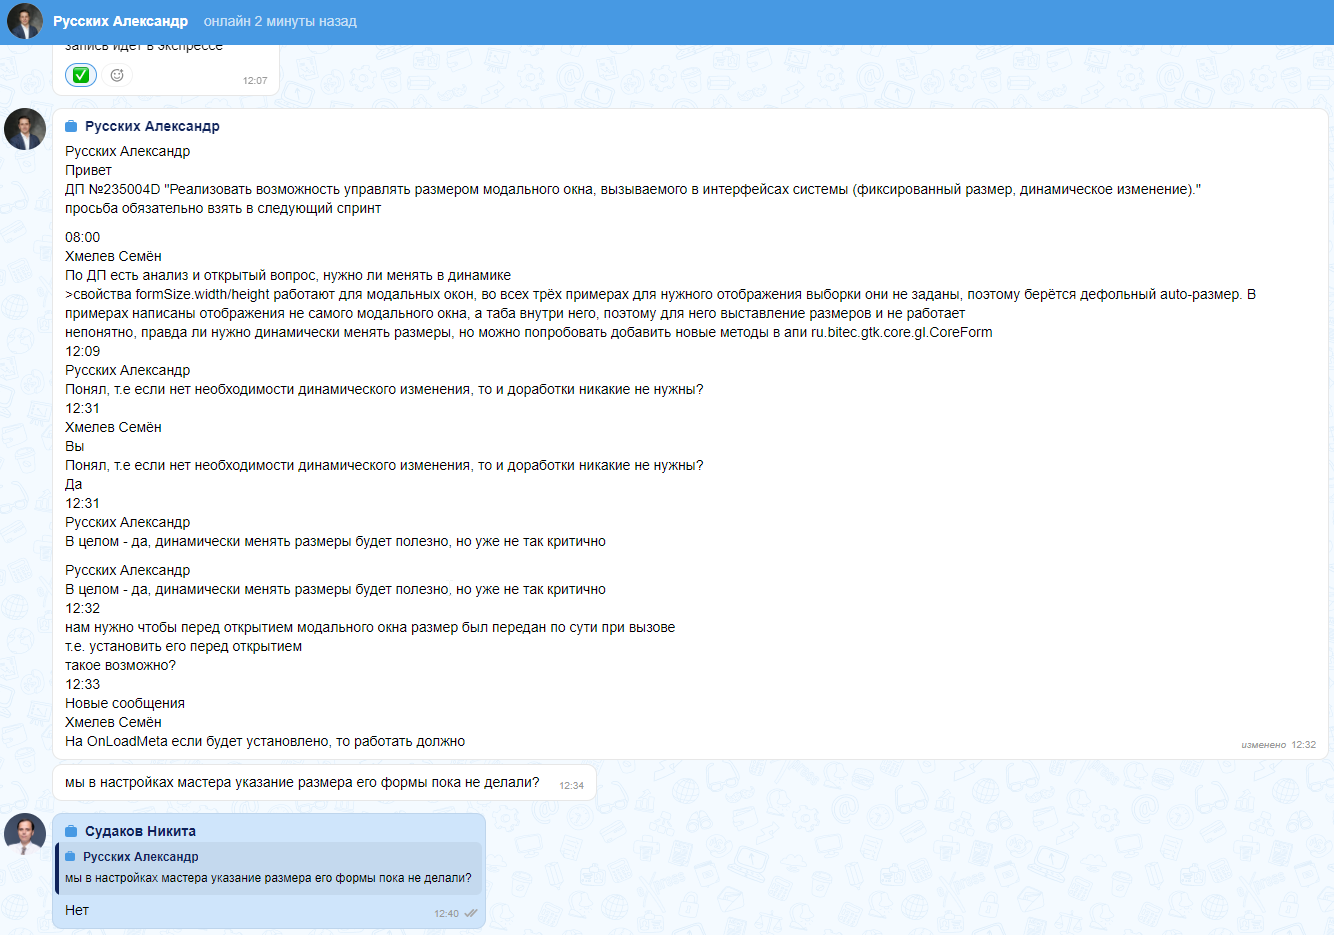 Русских Александр онлайн 2 минуты назад
запись идет в экспрессе
12:07
Русских Александр
Русских Александр
Привет
ДП №235004D "Реализовать возможность управлять размером модального окна, вызываемого в интерфейсах системы (фиксированный размер, динамическое изменение)."
просьба обязательно взять в следующий спринт
08:00
Хмелев Семён
По ДП есть анализ и открытый вопрос, нужно ли менять в динамике
>свойства formSize.width/height работают для модальных окон, во всех трёх примерах для нужного отображения выборки они не заданы, поэтому берётся дефольный auto-размер. В
примерах написаны отображения не самого модального окна, а таба внутри него, поэтому для него выставление размеров и не работает
непонятно, правда ли нужно динамически менять размеры, но можно попробовать добавить новые методы в апи ru.bitec.gtk.core.gl.CoreForm
12:09
Русских Александр
Понял, т.е если нет необходимости динамического изменения, то и доработки никакие не нужны?
12:31
Хмелев Семён
Вы
Понял, т.е если нет необходимости динамического изменения, то и доработки никакие не нужны?
Да
12:31
Русских Александр
В целом - да, динамически менять размеры будет полезно, но уже не так критично
Русских Александр
В целом - да, динамически менять размеры будет полезно, но уже не так критично
12:32
нам нужно чтобы перед открытием модального окна размер был передан по сути при вызове
т.е. установить его перед открытием
такое возможно?
12:33
Новые сообщения
Хмелев Семён
На OnLoadMeta если будет установлено, то работать должно
изменено 12:32
мы в настройках мастера указание размера его формы пока не делали? 12:34
Судаков Никита
Русских Александр
мы в настройках мастера указание размера его формы пока не делали?
Нет
12:40